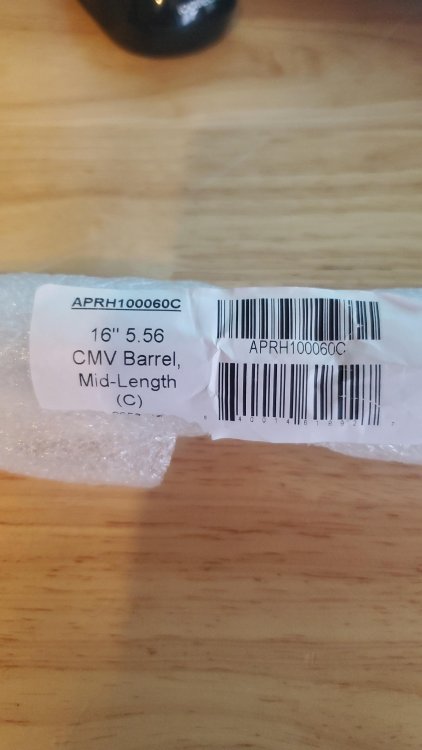 APRH100060C
16" 5.56
CMV Barrel,
Mid-Length
(C)
APRH100060C